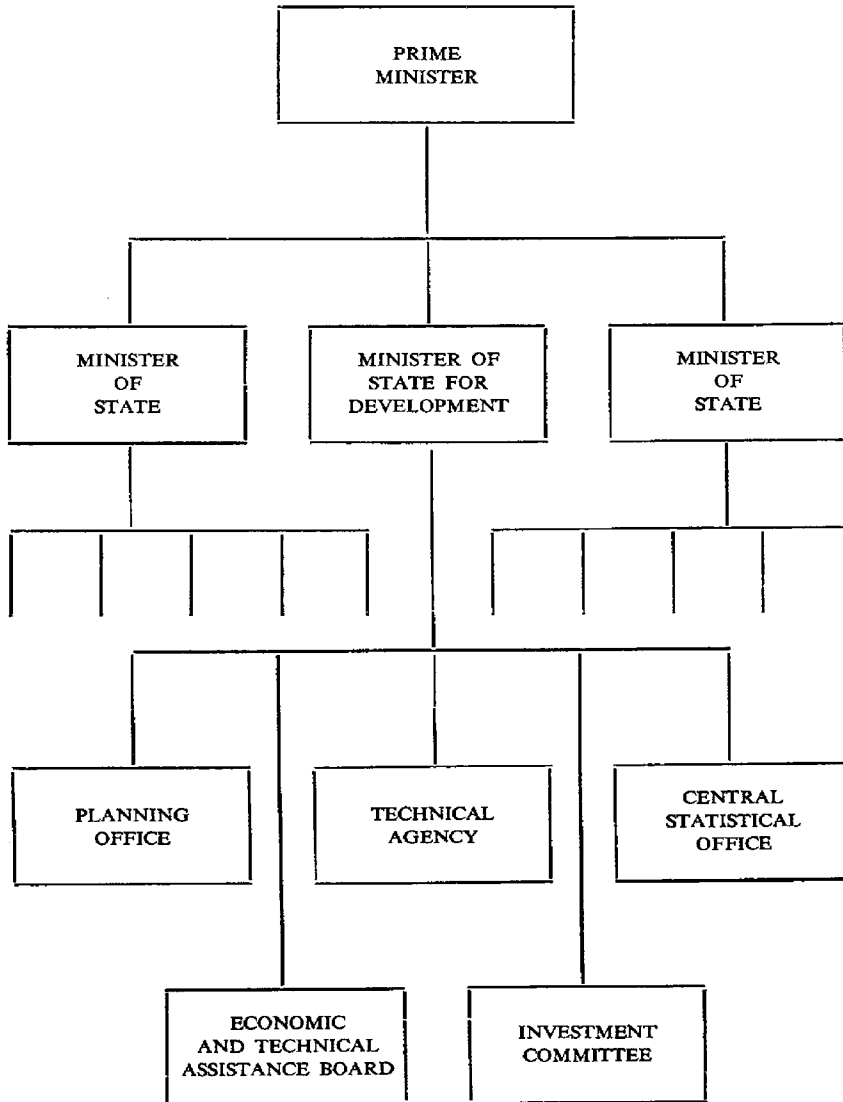 PRIME
MINISTER
MINISTER
OF
STATE
MINISTER OF
STATE FOR
DEVELOPMENT
MINISTER
OF
STATE
PLANNING
OFFICE
TECHNICAL
AGENCY
CENTRAL
STATISTICAL
OFFICE
ECONOMIC
AND TECHNICAL
ASSISTANCE BOARD
INVESTMENT
COMMITTEE